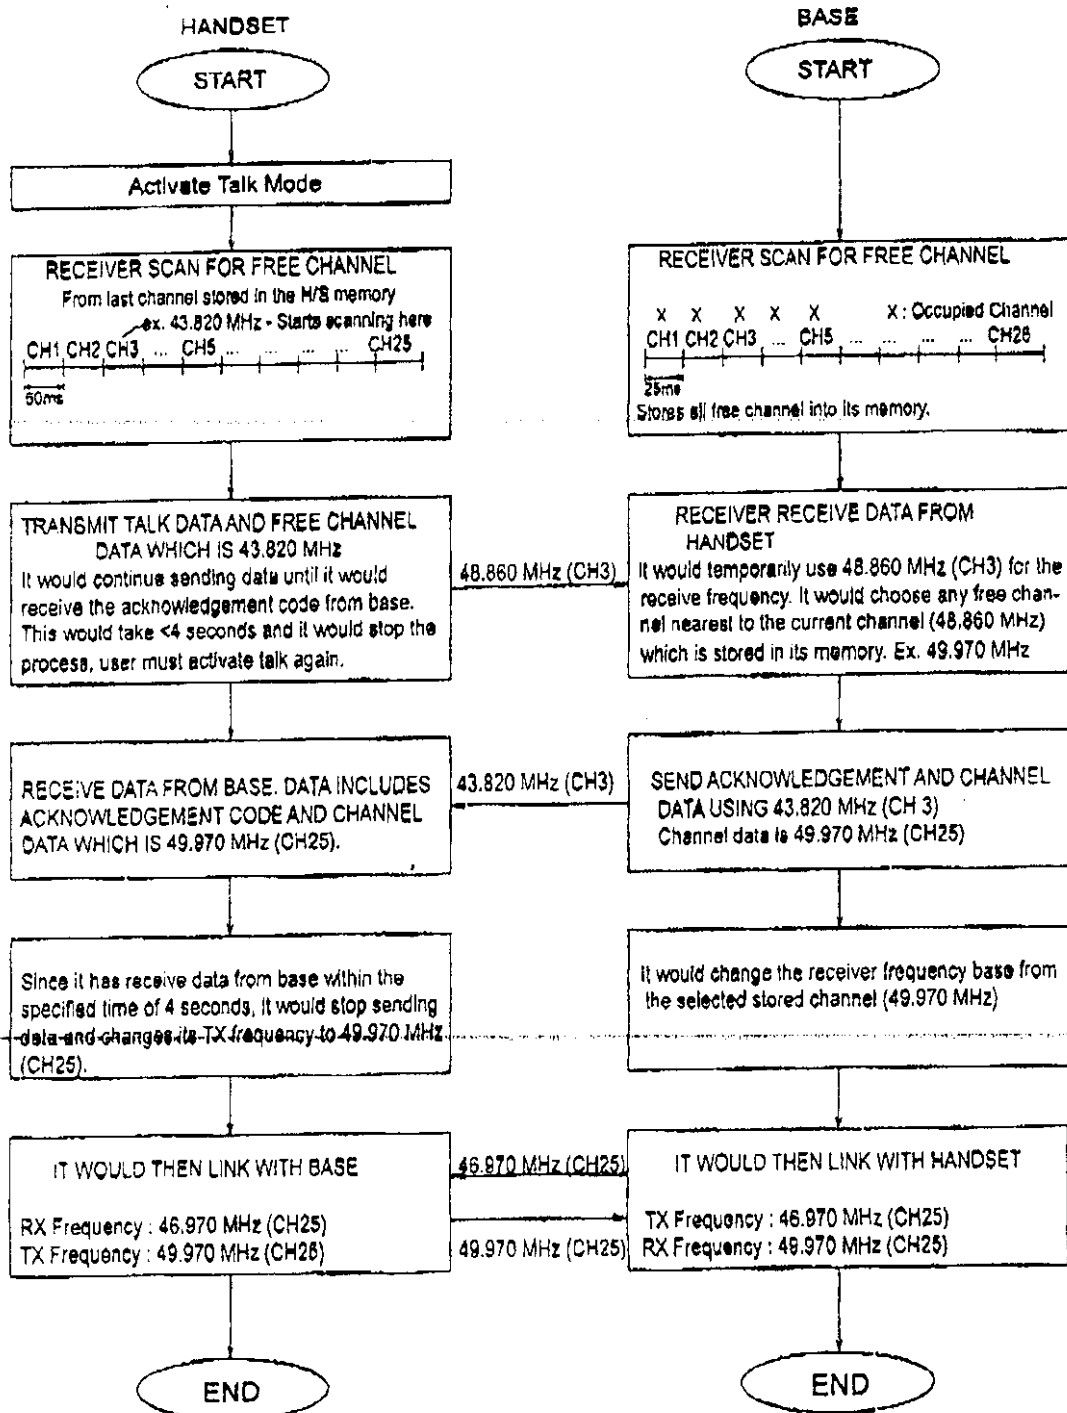 HANDSET
START
Activate Talk Mode
RECEIVER SCAN FOR FREE CHANNEL
From last channel stored in the H/S memory
ex. 43.820 MHz - Starts scanning here
CH1 CH2 CH3 ... CH5 ... ... ... ... CH25
50ms
TRANSMIT TALK DATA AND FREE CHANNEL
DATA WHICH IS 43.820 MHz
It would continue sending data until it would
receive the acknowledgement code from base.
This would take <4 seconds and it would stop the
process, user must activate talk again.
RECEIVE DATA FROM BASE. DATA INCLUDES
ACKNOWLEDGEMENT CODE AND CHANNEL
DATA WHICH IS 49.970 MHz (CH25).
Since it has receive data from base within the
specified time of 4 seconds, it would stop sending
data and changes its TX frequency to 49.970 MHz
(CH25).
IT WOULD THEN LINK WITH BASE
RX Frequency : 46.970 MHz (CH25)
TX Frequency : 49.970 MHz (CH25)
END
48.860 MHz (CH3)
43.820 MHz (CH3)
46.970 MHz (CH25)
49.970 MHz (CH25)
BASE
START
RECEIVER SCAN FOR FREE CHANNEL
X X X X X X : Occupied Channel
CH1 CH2 CH3 ... CH5 ... ... ... ... CH25
25ms
Stores all free channel into its memory.
RECEIVER RECEIVE DATA FROM
HANDSET
It would temporarily use 48.860 MHz (CH3) for the
receive frequency. It would choose any free chan-
nel nearest to the current channel (48.860 MHz)
which is stored in its memory. Ex. 49.970 MHz
SEND ACKNOWLEDGEMENT AND CHANNEL
DATA USING 43.820 MHz (CH 3)
Channel data is 49.970 MHz (CH25)
It would change the receiver frequency base from
the selected stored channel (49.970 MHz)
IT WOULD THEN LINK WITH HANDSET
TX Frequency : 46.970 MHz (CH25)
RX Frequency : 49.970 MHz (CH25)
END